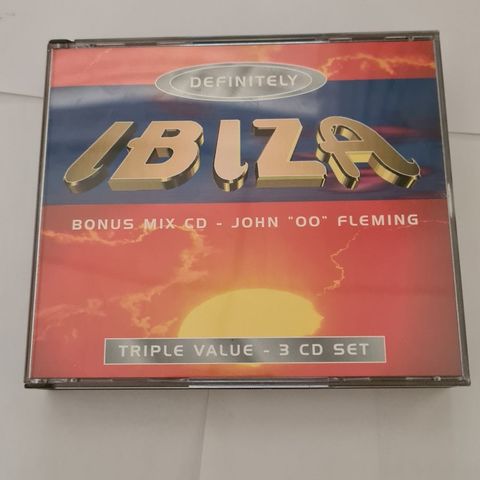 DEFINITELY
IBIZA
BONUS MIX CD - JOHN "OO" FLEMING
TRIPLE VALUE - 3 CD SET